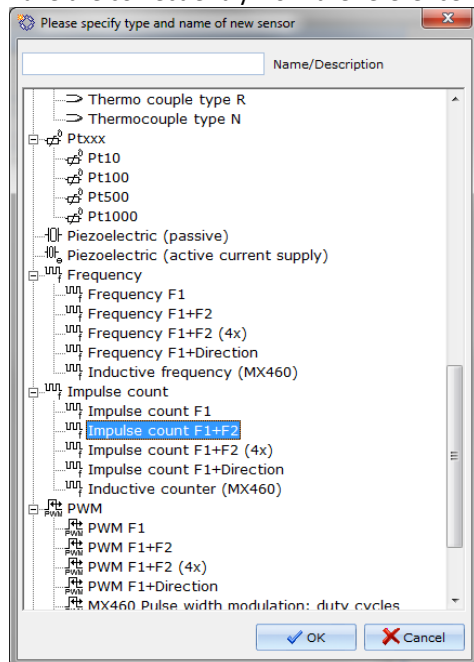 Please specify type and name of new sensor
Name/Description
Thermo couple type R
Thermocouple type N
Ptxxx
Pt10
Pt100
Pt500
Pt1000
Piezoelectric (passive)
Piezoelectric (active current supply)
Frequency
Frequency F1
Frequency F1+F2
Frequency F1+F2 (4x)
Frequency F1+Direction
Inductive frequency (MX460)
Impulse count
Impulse count F1
Impulse count F1+F2
Impulse count F1+F2 (4x)
Impulse count F1+Direction
Inductive counter (MX460)
PWM
PWM F1
PWM F1+F2
PWM F1+F2 (4x)
PWM F1+Direction
MX460 Pulse width modulation: duty cycles
OK
Cancel